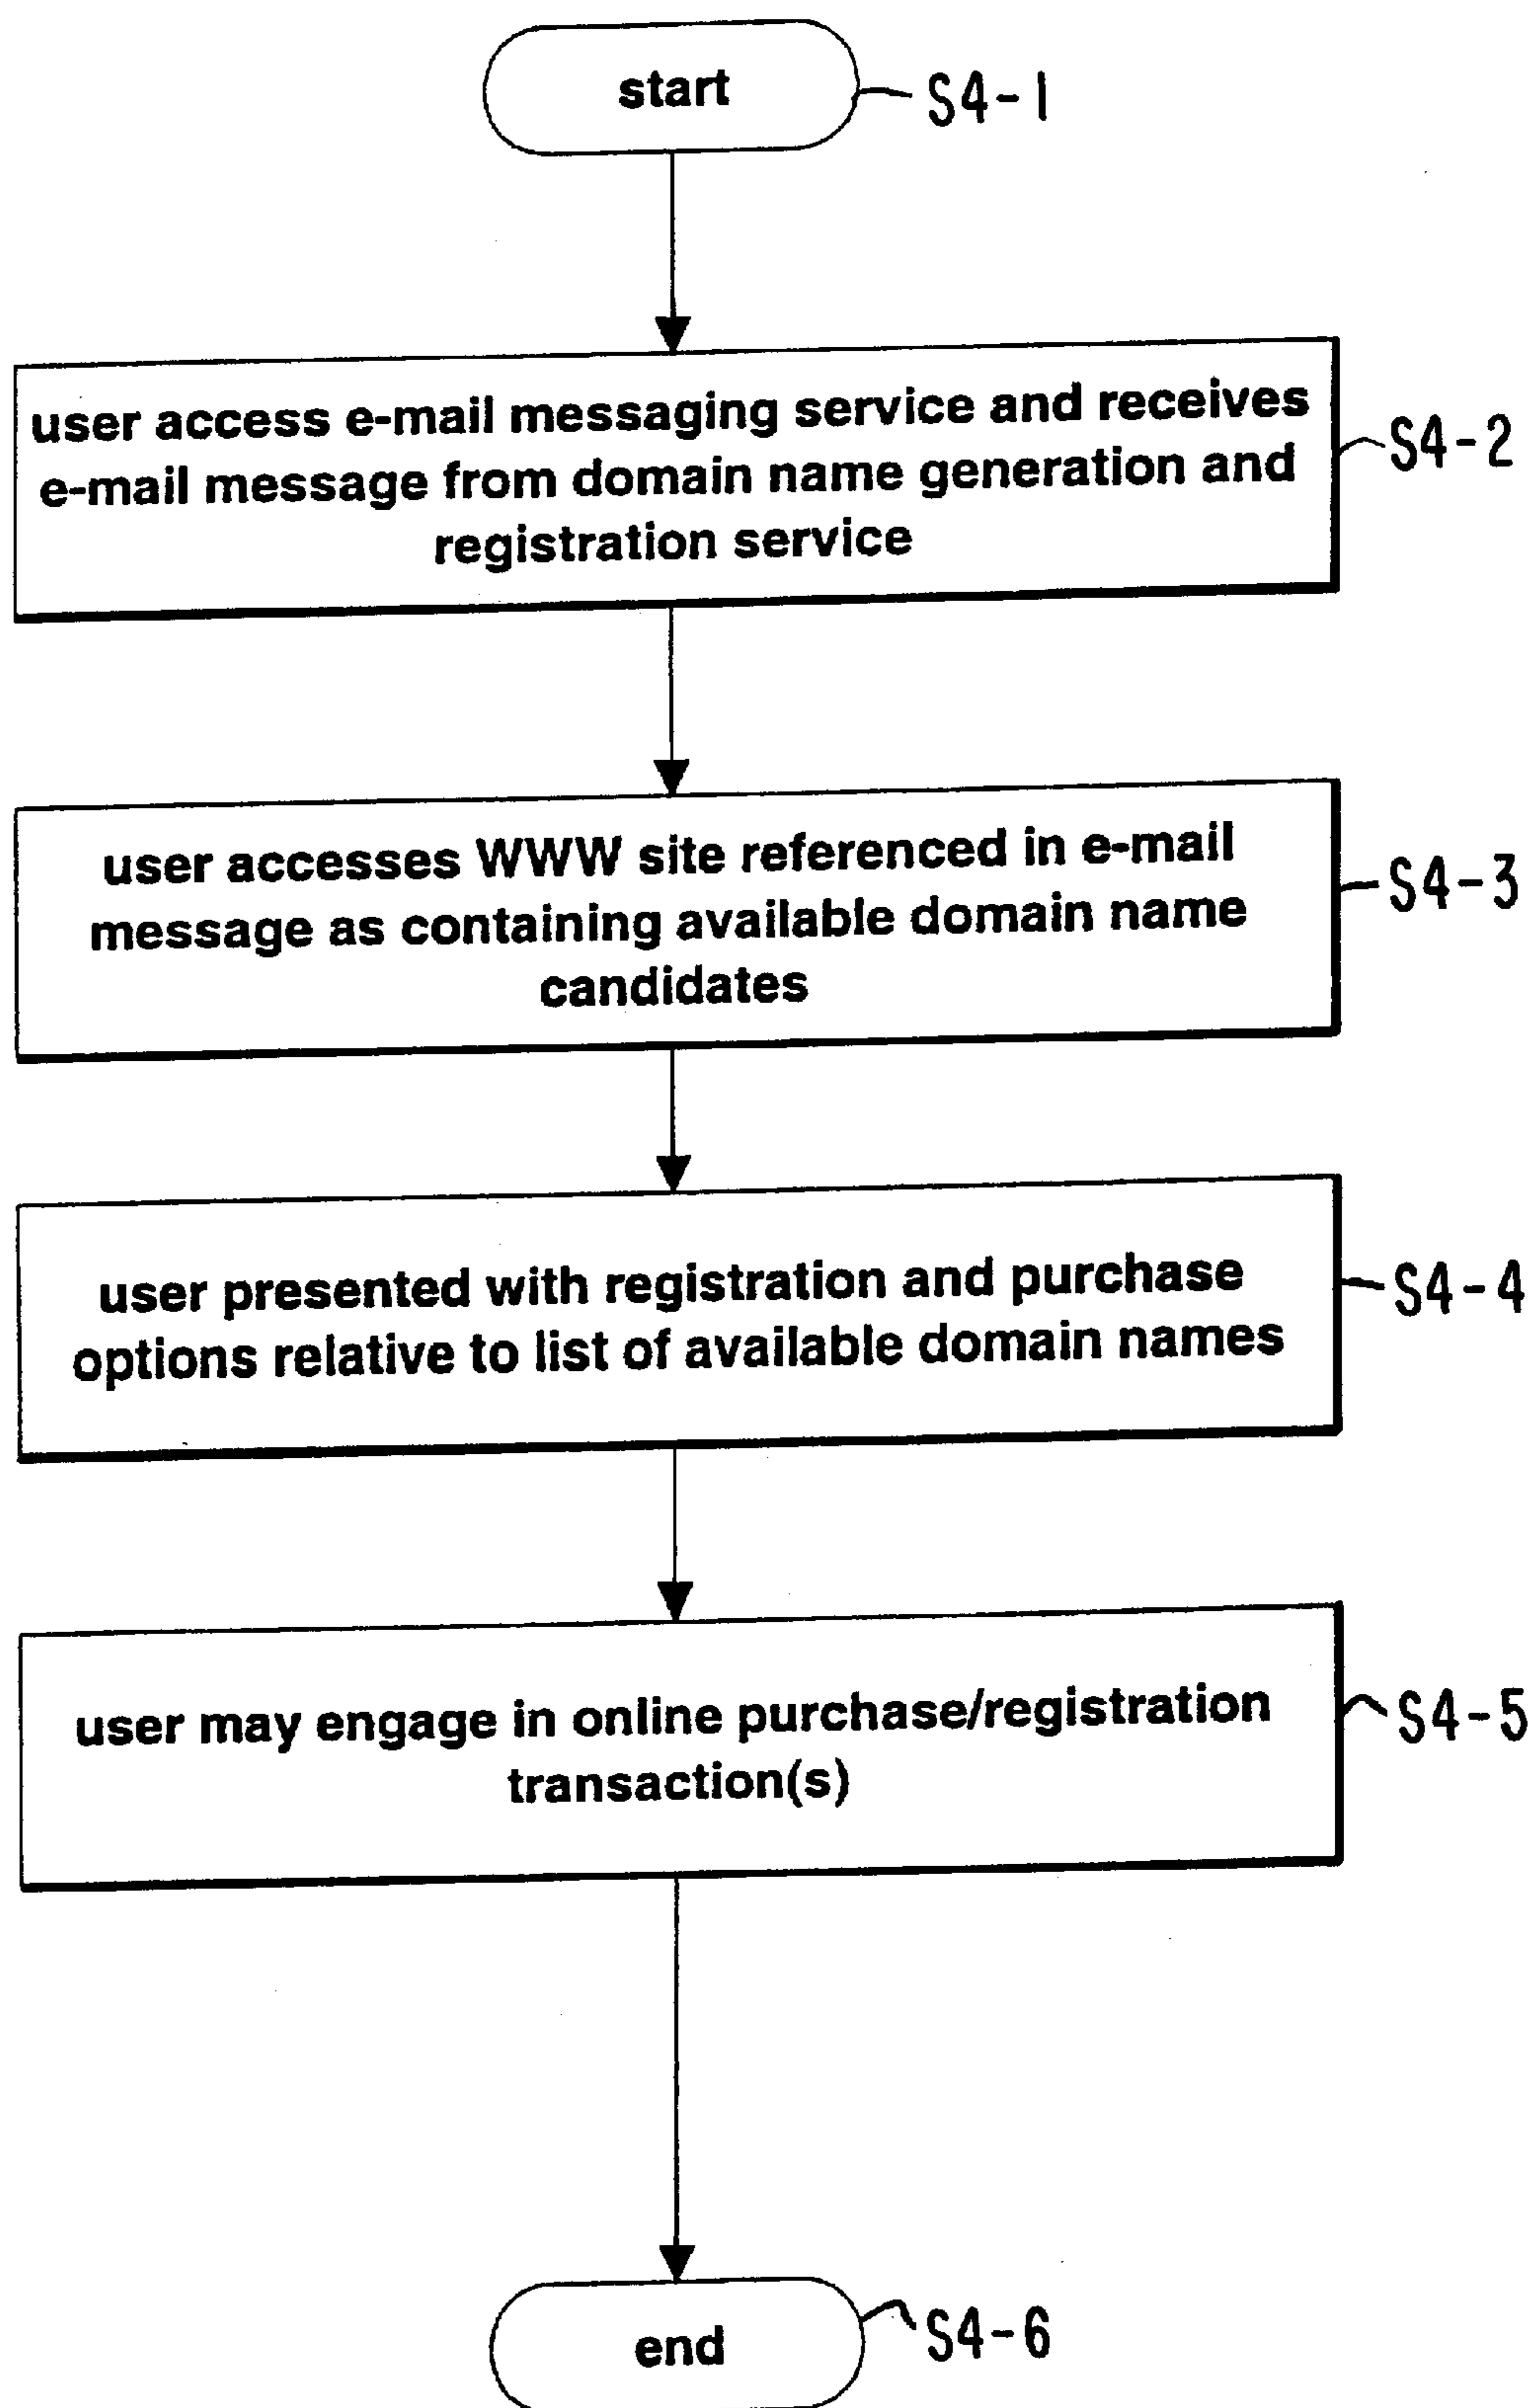 start
S4-1
user access e-mail messaging service and receives
e-mail message from domain name generation and
registration service
S4-2
user accesses WWW site referenced in e-mail
message as containing available domain name
candidates
S4-3
user presented with registration and purchase
options relative to list of available domain names
S4-4
user may engage in online purchase/registration
transaction(s)
S4-5
end
S4-6